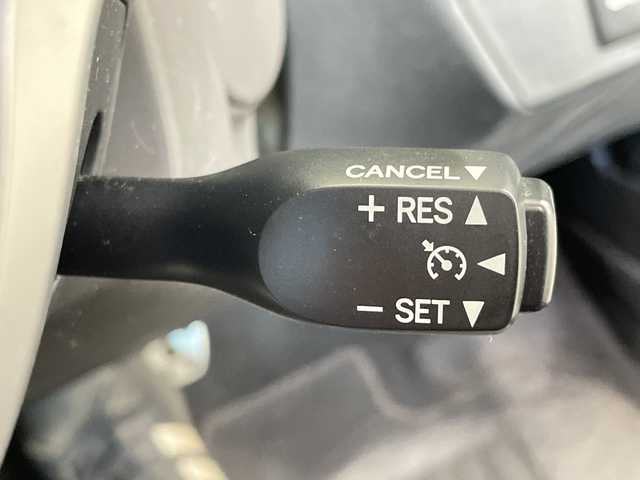 CANCEL ▼
+ RES ▲
◀
− SET ▼